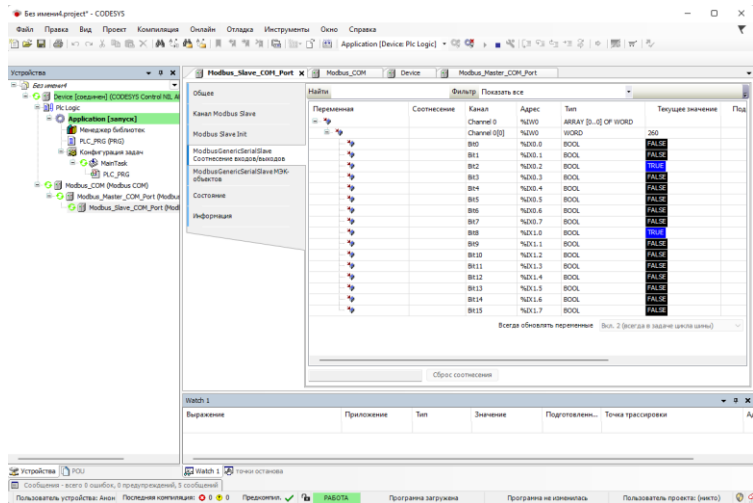 Без имени4.project* - CODESYS
Файл Правка Вид Проект Компиляция Онлайн Отладка Инструменты Окно Справка
Application [Device: Plc Logic]
Устройства
Modbus_Slave_COM_Port
Modbus_COM
Device
Modbus_Master_COM_Port
Без имени4
Device [соединен] (CODESYS Control Nil, A
Plc Logic
Application [запуск]
Менеджер библиотек
PLC_PRG (PRG)
Конфигурация задач
MainTask
PLC_PRG
Modbus_COM (Modbus COM)
Modbus_Master_COM_Port (Modbus
Modbus_Slave_COM_Port (Mod
Общее
Канал Modbus Slave
Modbus Slave Init
ModbusGenericSerialSlave
Соотнесение входов/выходов
ModbusGenericSerialSlave МЭК-
объектов
Состояние
Информация
Найти Фильтр Показать все
Переменная Соотнесение Канал Адрес Тип Текущее значение Под
Channel 0 %IW0 ARRAY [0..0] OF WORD
Channel 0[0] %IW0 WORD 260
Bit0 %IX0.0 BOOL FALSE
Bit1 %IX0.1 BOOL FALSE
Bit2 %IX0.2 BOOL TRUE
Bit3 %IX0.3 BOOL FALSE
Bit4 %IX0.4 BOOL FALSE
Bit5 %IX0.5 BOOL FALSE
Bit6 %IX0.6 BOOL FALSE
Bit7 %IX0.7 BOOL FALSE
Bit8 %IX1.0 BOOL TRUE
Bit9 %IX1.1 BOOL FALSE
Bit10 %IX1.2 BOOL FALSE
Bit11 %IX1.3 BOOL FALSE
Bit12 %IX1.4 BOOL FALSE
Bit13 %IX1.5 BOOL FALSE
Bit14 %IX1.6 BOOL FALSE
Bit15 %IX1.7 BOOL FALSE
Всегда обновлять переменные Вкл. 2 (всегда в задаче цикла шины)
Сброс соотнесения
Watch 1
Выражение Приложение Тип Значение Подготовленн... Точка трассировки А
Устройства POU
Watch 1 точки останова
Сообщения - всего 0 ошибок, 0 предупреждений, 5 сообщений
Пользователь устройства: Анон Последняя компиляция: 0 0 Предкомпил. РАБОТА Программа загружена Программа не изменилась Пользователь проекта: (никто)